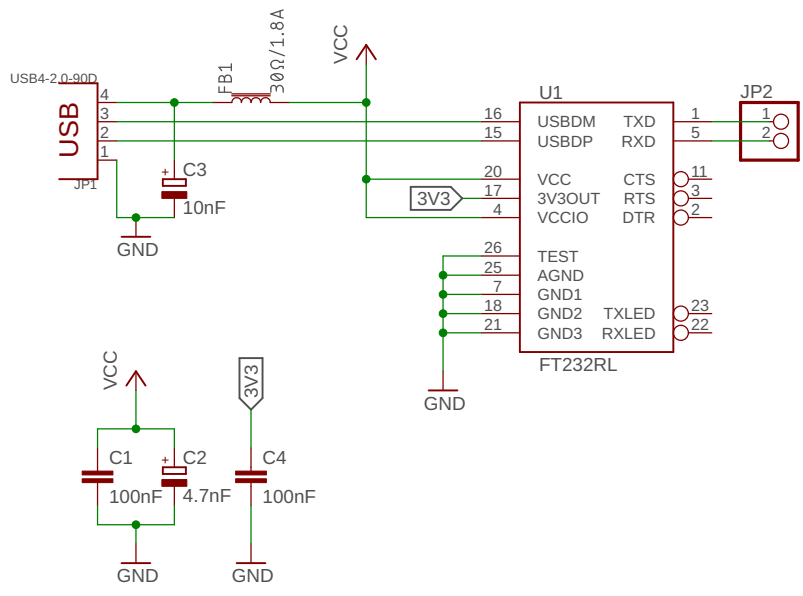 USB4-2.0-90D
USB
4
3
2
1
JP1
C3
+
10nF
GND
FB1
30Ω/1.8A
VCC
3V3
U1
16 USBDM
15 USBDP
20 VCC
17 3V3OUT
4 VCCIO
26 TEST
25 AGND
7 GND1
18 GND2
21 GND3
TXD 1
RXD 5
CTS 11
RTS 3
DTR 2
TXLED 23
RXLED 22
FT232RL
JP2
1
2
GND
VCC
C1
100nF
+
C2
4.7nF
GND
3V3
C4
100nF
GND